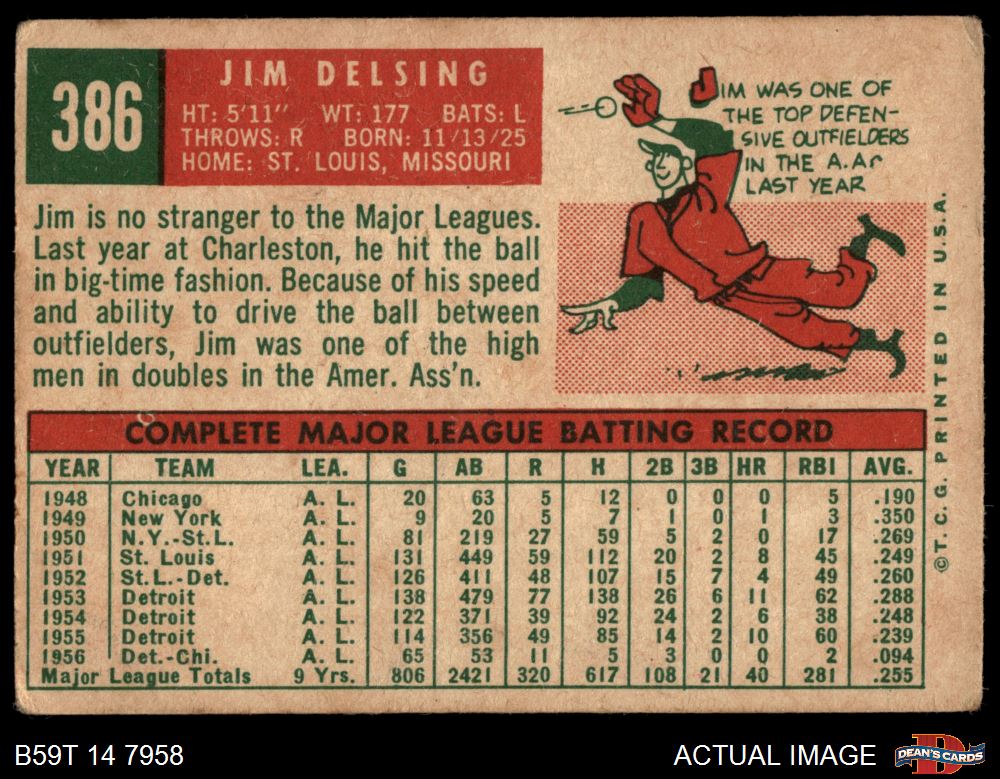 386
JIM DELSING
HT: 5'11" WT: 177 BATS: L
THROWS: R BORN: 11/13/25
HOME: ST. LOUIS, MISSOURI
JIM WAS ONE OF
THE TOP DEFEN-
SIVE OUTFIELDERS
IN THE A.A.
LAST YEAR
Jim is no stranger to the Major Leagues.
Last year at Charleston, he hit the ball
in big-time fashion. Because of his speed
and ability to drive the ball between
outfielders, Jim was one of the high
men in doubles in the Amer. Ass'n.
COMPLETE MAJOR LEAGUE BATTING RECORD
YEAR TEAM LEA. G AB R H 2B 3B HR RBI AVG.
1948 Chicago A. L. 20 63 5 12 0 0 0 5 .190
1949 New York A. L. 9 20 5 7 1 0 1 3 .350
1950 N.Y.-St.L. A. L. 81 219 27 59 5 2 0 17 .269
1951 St. Louis A. L. 131 449 59 112 20 2 8 45 .249
1952 St.L.-Det. A. L. 126 411 48 107 15 7 4 49 .260
1953 Detroit A. L. 138 479 77 138 26 6 11 62 .288
1954 Detroit A. L. 122 371 39 92 24 2 6 38 .248
1955 Detroit A. L. 114 356 49 85 14 2 10 60 .239
1956 Det.-Chi. A. L. 65 53 11 5 3 0 0 2 .094
Major League Totals 9 Yrs. 806 2421 320 617 108 21 40 281 .255
©T.C.G. PRINTED IN U.S.A.
B59T 14 7958
ACTUAL IMAGE
DEAN'S CARDS